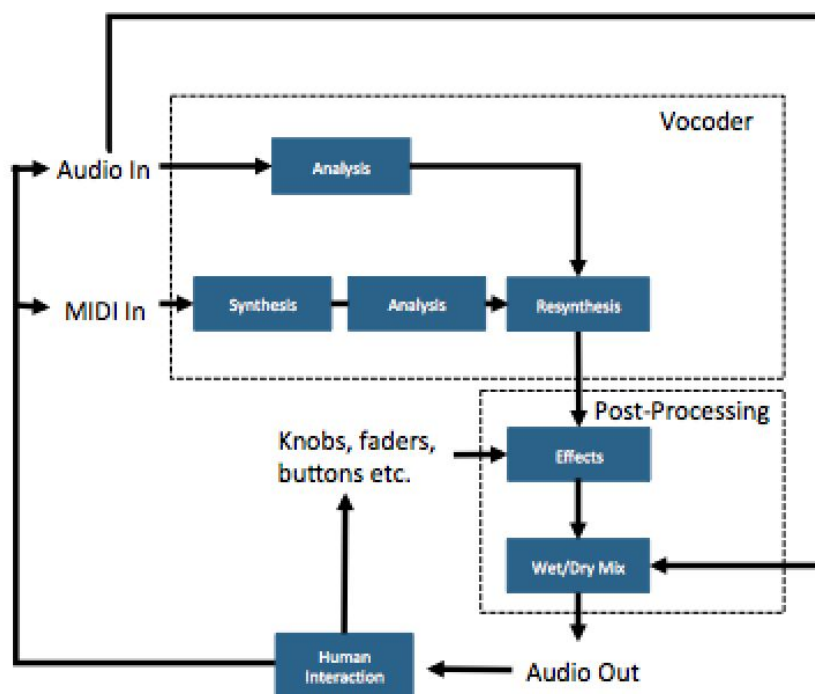 Vocoder
Audio In
Analysis
MIDI In
Synthesis
Analysis
Resynthesis
Post-Processing
Knobs, faders,
buttons etc.
Effects
Wet/Dry Mix
Human
Interaction
Audio Out